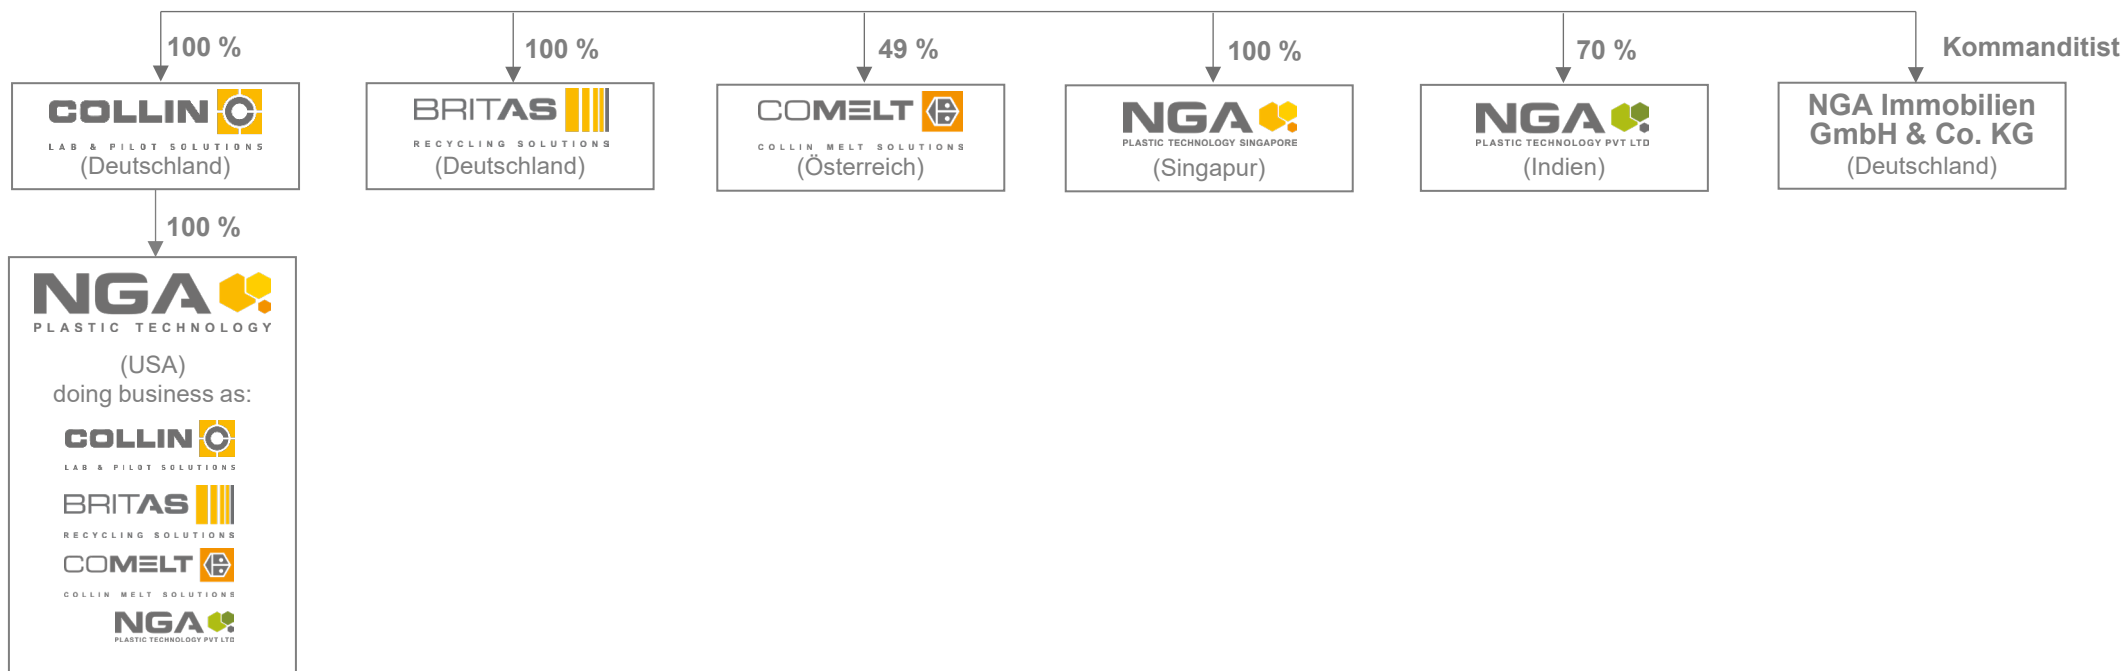 100 %
100 %
49 %
100 %
70 %
Kommanditist
COLLIN
LAB & PILOT SOLUTIONS
(Deutschland)
BRITAS
RECYCLING SOLUTIONS
(Deutschland)
COMELT
COLLIN MELT SOLUTIONS
(Österreich)
NGA
PLASTIC TECHNOLOGY SINGAPORE
(Singapur)
NGA
PLASTIC TECHNOLOGY PVT LTD
(Indien)
NGA Immobilien
GmbH & Co. KG
(Deutschland)
100 %
NGA
PLASTIC TECHNOLOGY
(USA)
doing business as:
COLLIN
LAB & PILOT SOLUTIONS
BRITAS
RECYCLING SOLUTIONS
COMELT
COLLIN MELT SOLUTIONS
NGA
PLASTIC TECHNOLOGY PVT LTD